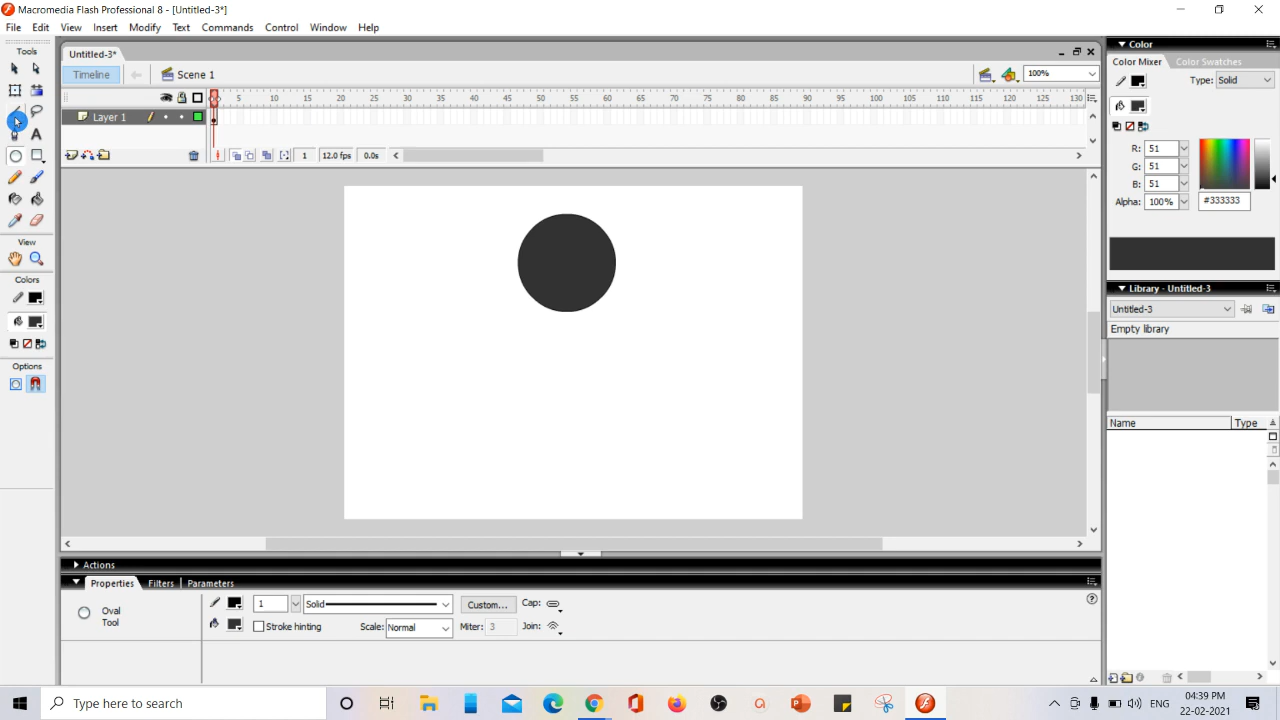 Macromedia Flash Professional 8 - [Untitled-3*]
File Edit View Insert Modify Text Commands Control Window Help
Tools
Untitled-3*
Timeline
Scene 1
100%
1 5 10 15 20 25 30 35 40 45 50 55 60 65 70 75 80 85 90 95 100 105 110 115 120 125 130
Layer 1
1 12.0 fps 0.0s
A
View
Colors
Options
Color
Color Mixer Color Swatches
Type: Solid
R: 51
G: 51
B: 51
Alpha: 100% #333333
Library - Untitled-3
Untitled-3
Empty library
Name Type
Actions
Properties Filters Parameters
Oval
Tool
1 Solid Custom... Cap:
Stroke hinting Scale: Normal Miter: 3 Join:
Type here to search
ENG
04:39 PM
22-02-2021